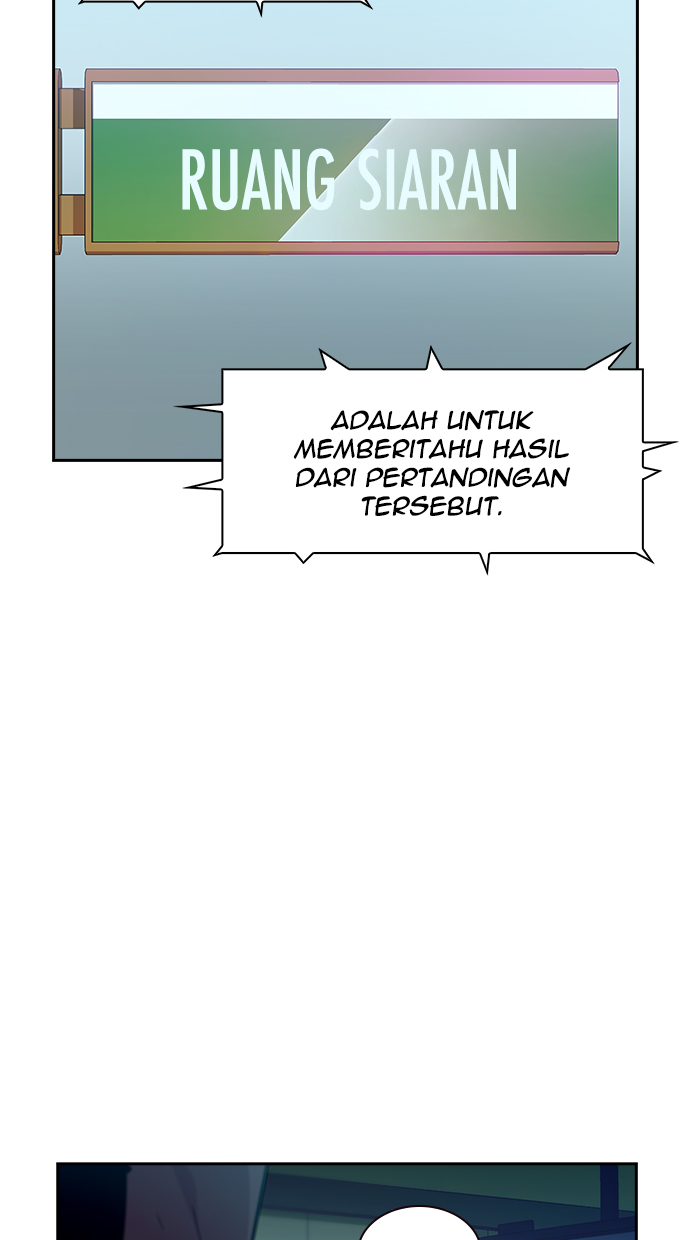 RUANG SIARAN
ADALAH UNTUK
MEMBERITAHU HASIL
DARI PERTANDINGAN
TERSEBUT.